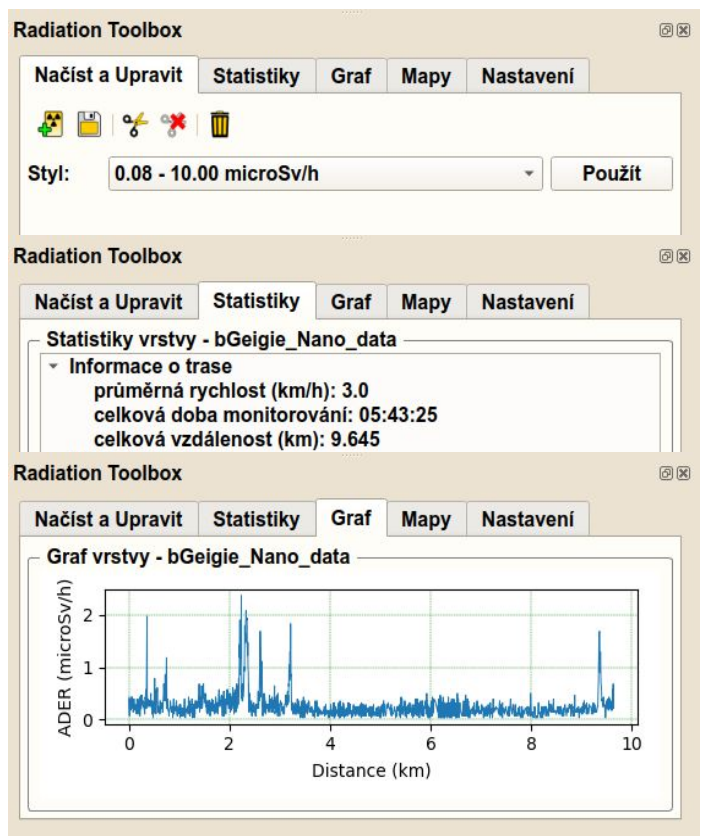 Radiation Toolbox
Načíst a Upravit Statistiky Graf Mapy Nastavení
Styl: 0.08 - 10.00 microSv/h Použít
Radiation Toolbox
Načíst a Upravit Statistiky Graf Mapy Nastavení
Statistiky vrstvy - bGeigie_Nano_data
Informace o trase
průměrná rychlost (km/h): 3.0
celková doba monitorování: 05:43:25
celková vzdálenost (km): 9.645
Radiation Toolbox
Načíst a Upravit Statistiky Graf Mapy Nastavení
Graf vrstvy - bGeigie_Nano_data
ADER (microSv/h)
2
1
0
0 2 4 6 8 10
Distance (km)